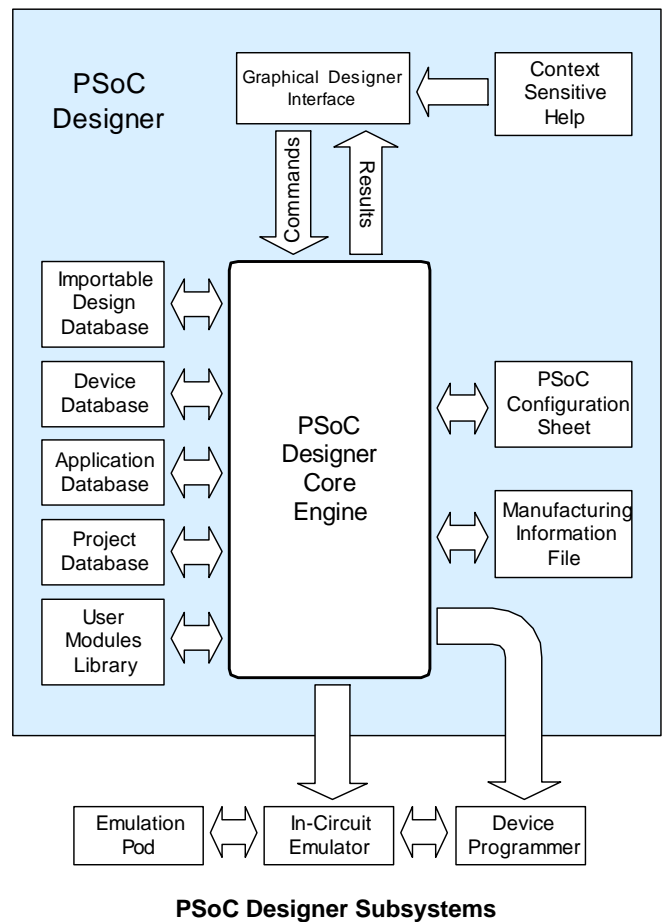 PSoC
Designer
Graphical Designer
Interface
Context
Sensitive
Help
Commands
Results
Importable
Design
Database
Device
Database
Application
Database
Project
Database
User
Modules
Library
PSoC
Designer
Core
Engine
PSoC
Configuration
Sheet
Manufacturing
Information
File
Emulation
Pod
In-Circuit
Emulator
Device
Programmer
PSoC Designer Subsystems